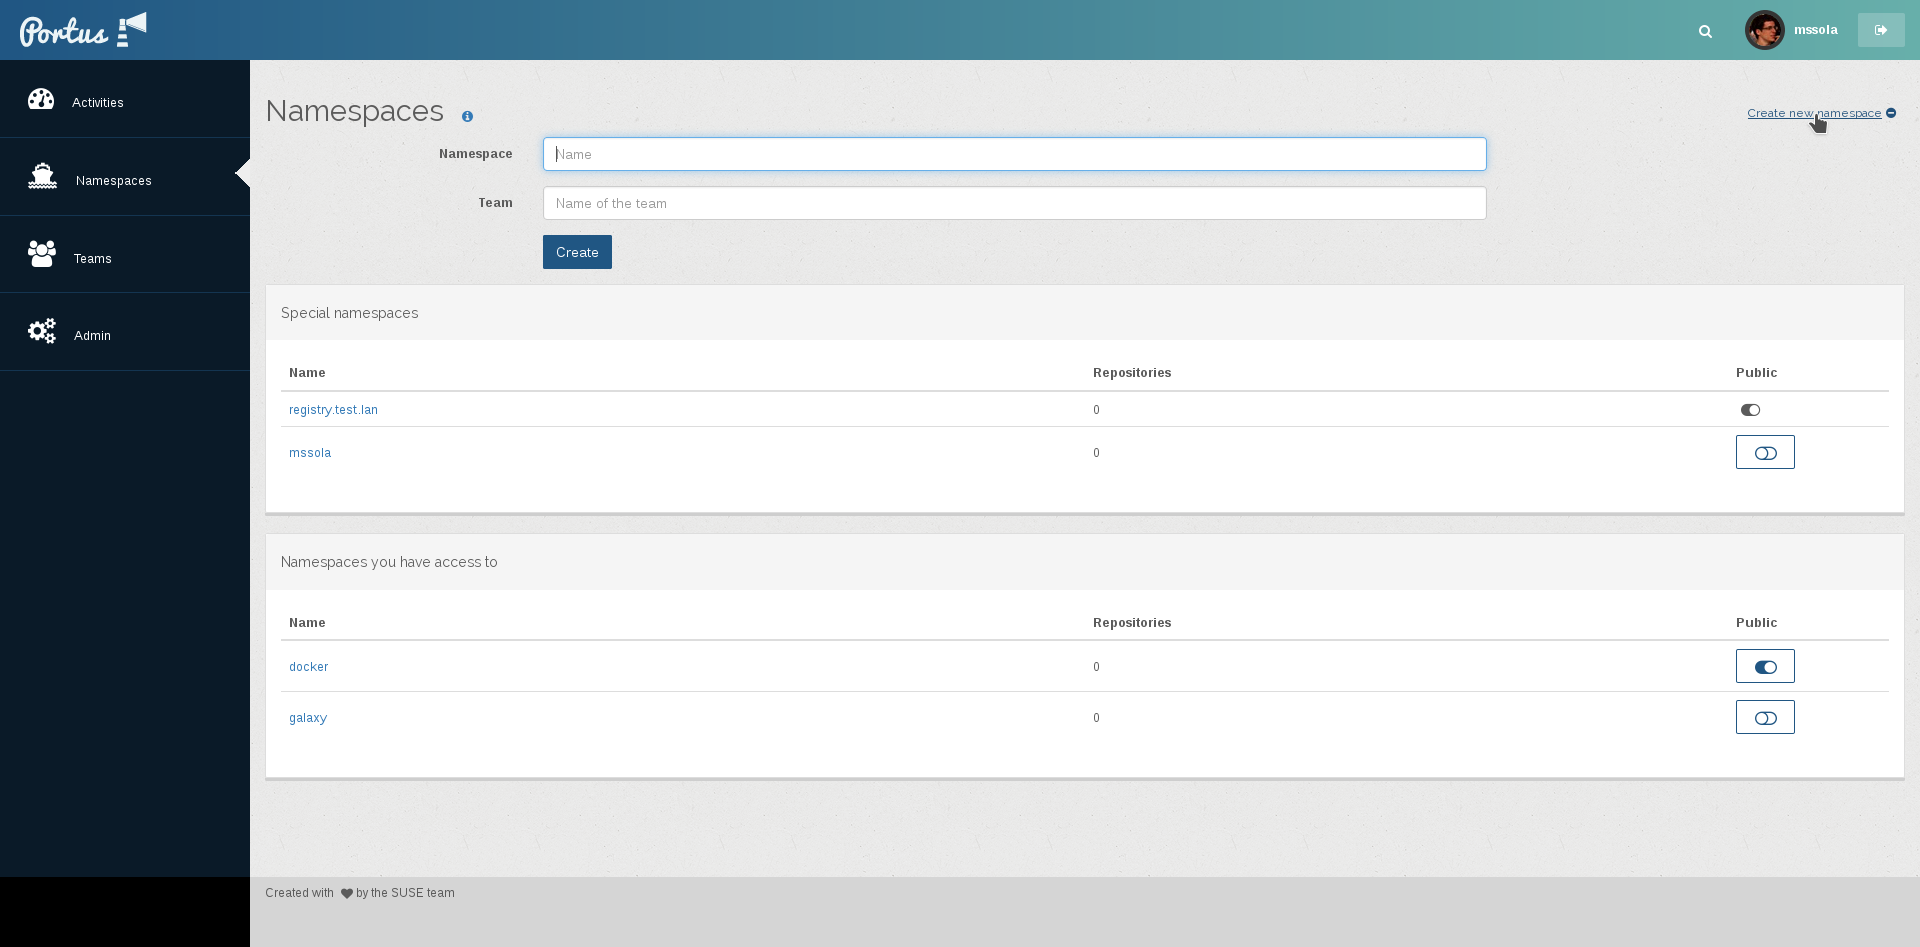 Portus
mssola
Activities
Namespaces
Teams
Admin
Namespaces
Create new namespace
Namespace
Name
Team
Name of the team
Create
Special namespaces
Name Repositories Public
registry.test.lan 0
mssola 0
Namespaces you have access to
Name Repositories Public
docker 0
galaxy 0
Created with by the SUSE team